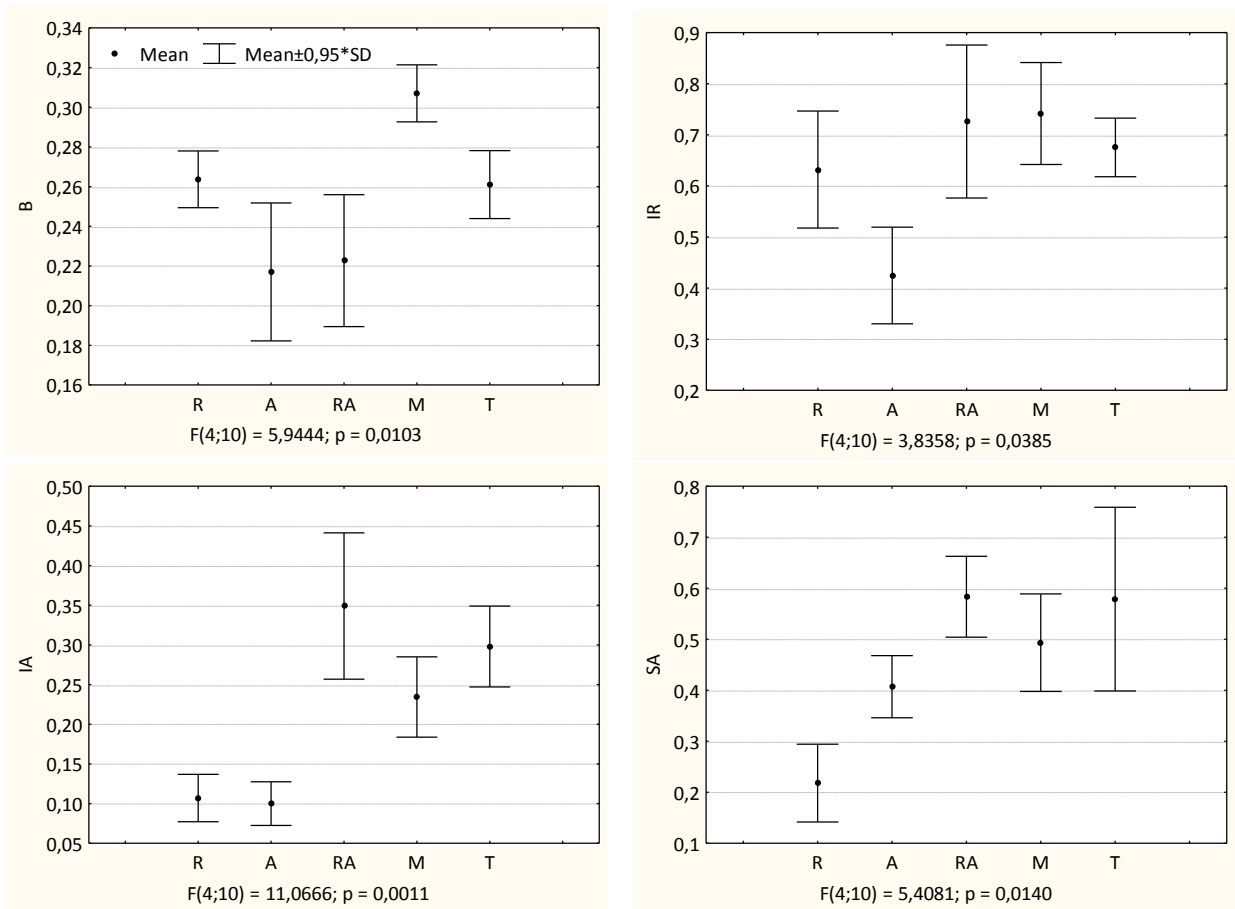 0,34
Mean Mean±0,95*SD
0,32
0,30
0,28
0,26
B
0,24
0,22
0,20
0,18
0,16
R A RA M T
F(4;10) = 5,9444; p = 0,0103
0,9
0,8
0,7
0,6
IR
0,5
0,4
0,3
0,2
R A RA M T
F(4;10) = 3,8358; p = 0,0385
0,50
0,45
0,40
0,35
0,30
IA
0,25
0,20
0,15
0,10
0,05
R A RA M T
F(4;10) = 11,0666; p = 0,0011
0,8
0,7
0,6
0,5
SA
0,4
0,3
0,2
0,1
R A RA M T
F(4;10) = 5,4081; p = 0,0140